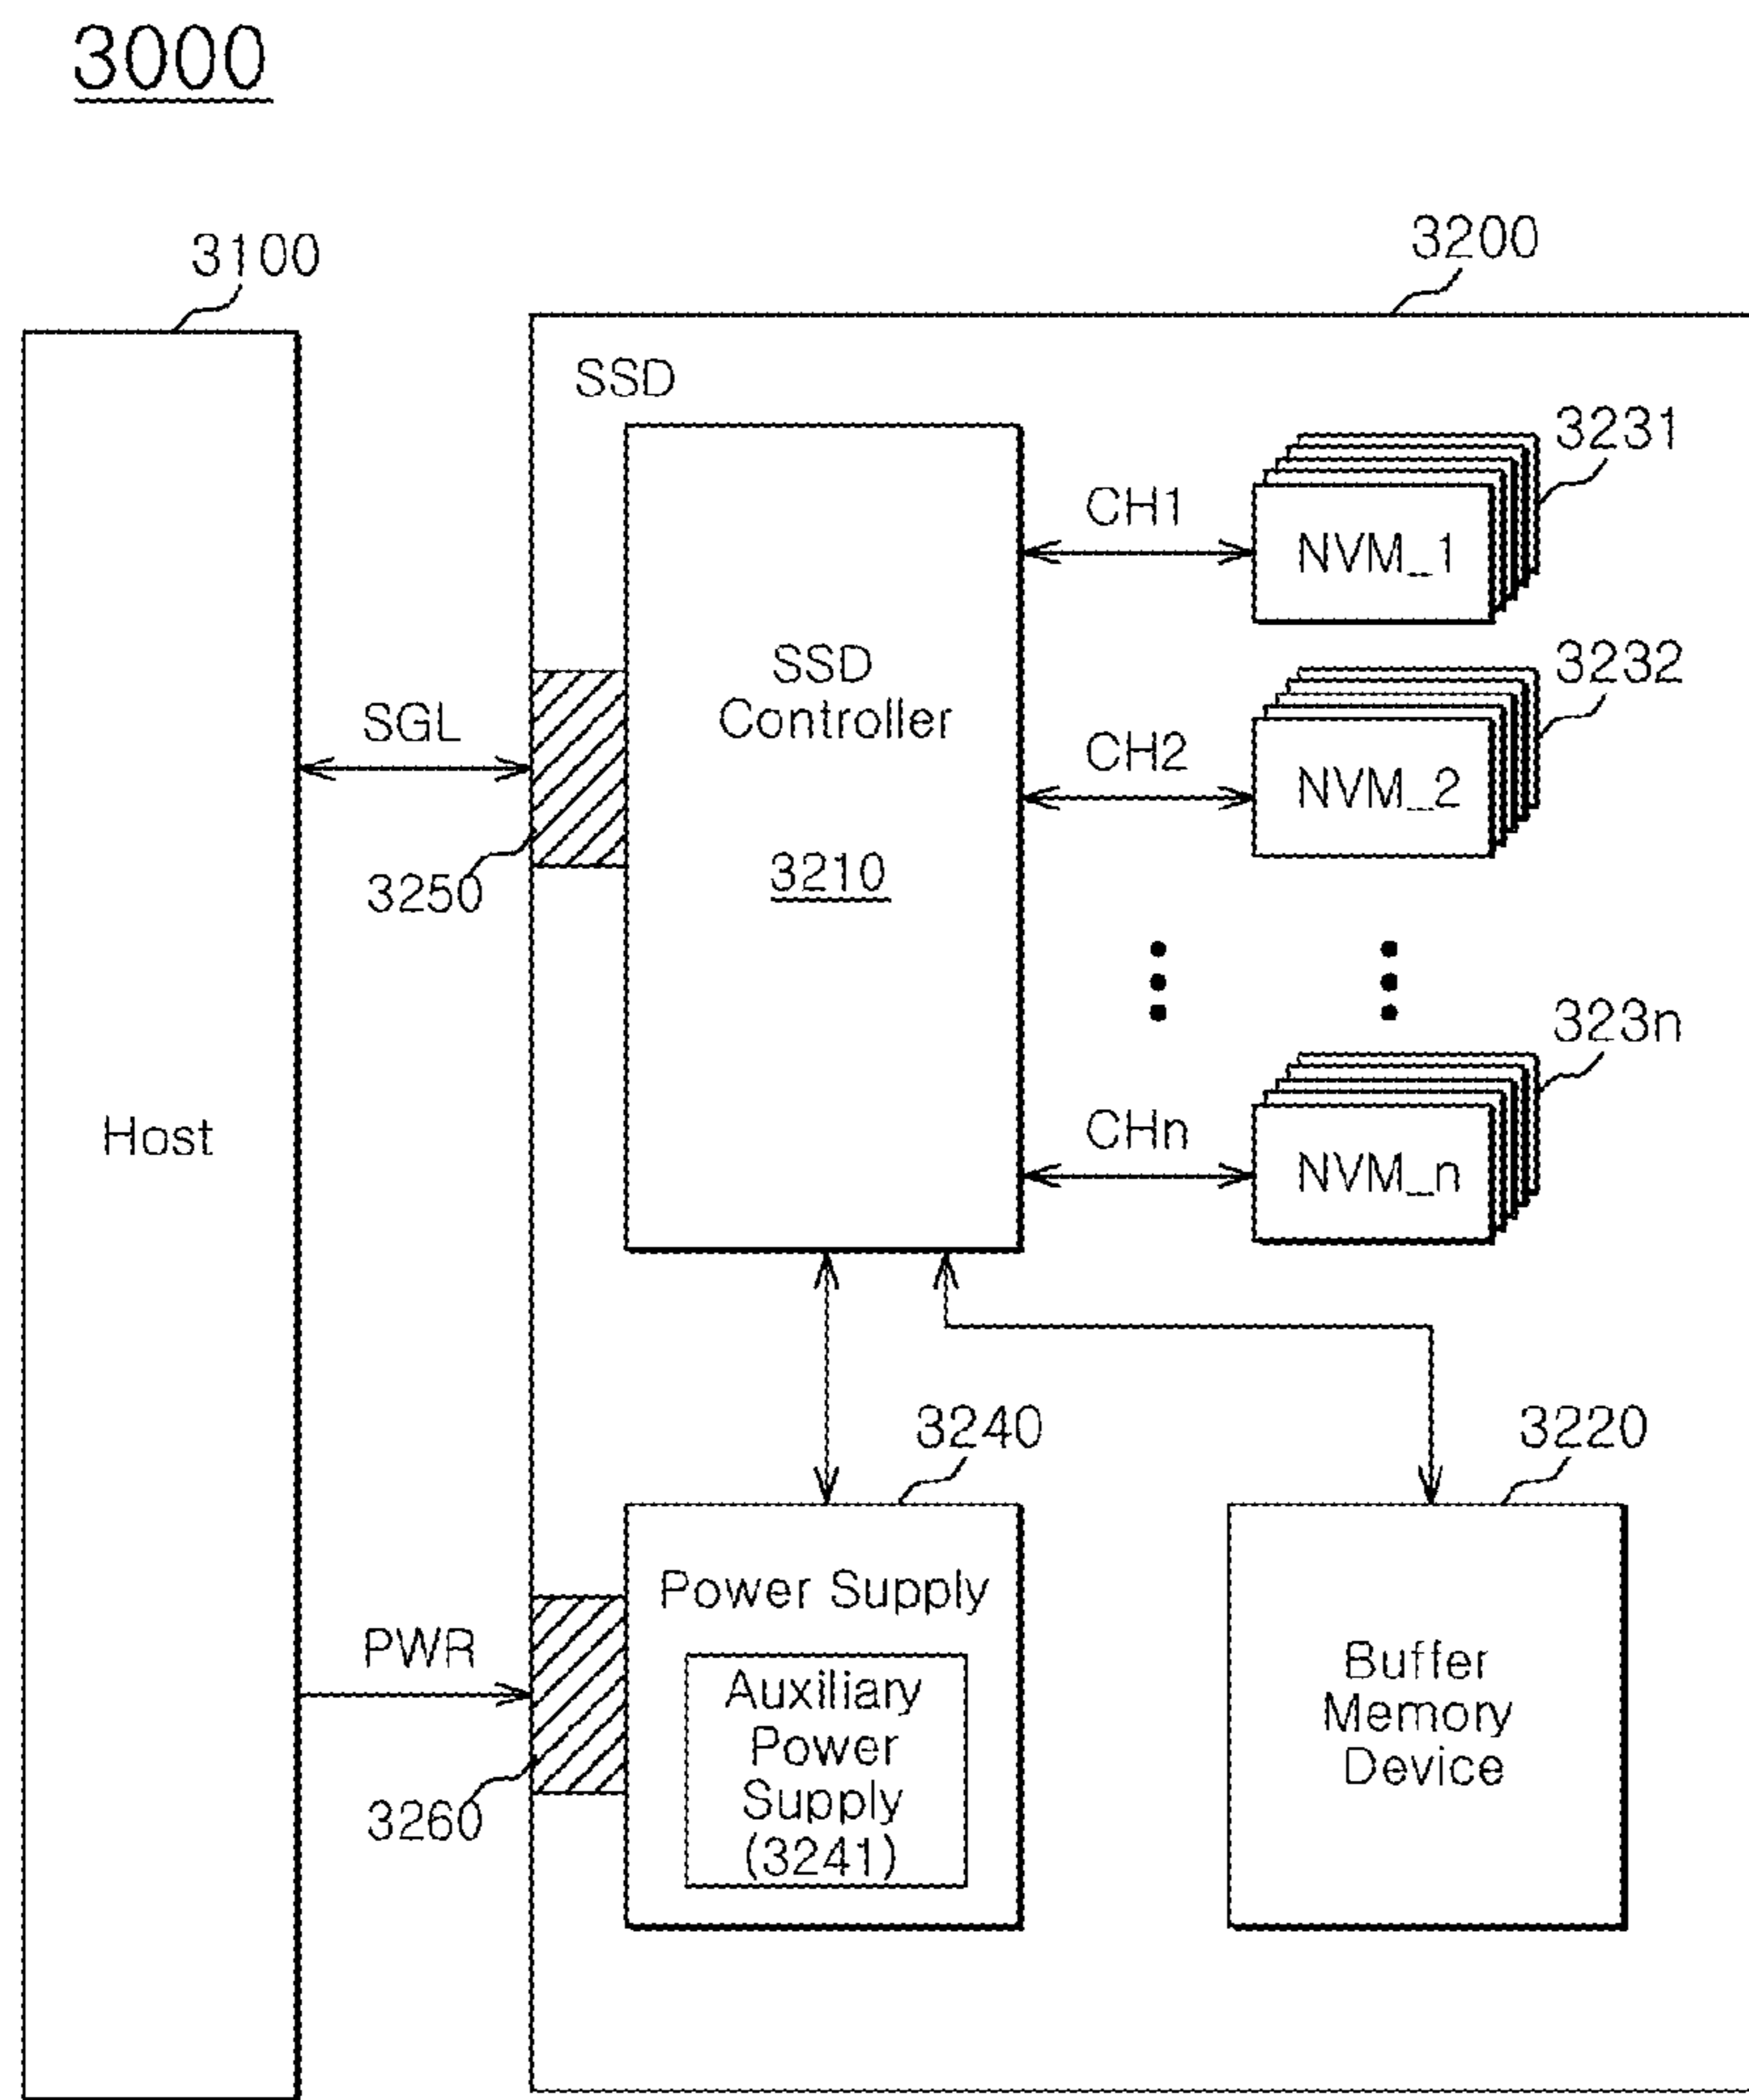 3000
3100
3200
SSD
3231
CH1
NVM_1
SSD
Controller
3210
3232
SGL
CH2
NVM_2
3250
323n
Host
CHn
NVM_n
3240
3220
Power Supply
PWR
Auxiliary
Power
Supply
(3241)
Buffer
Memory
Device
3260